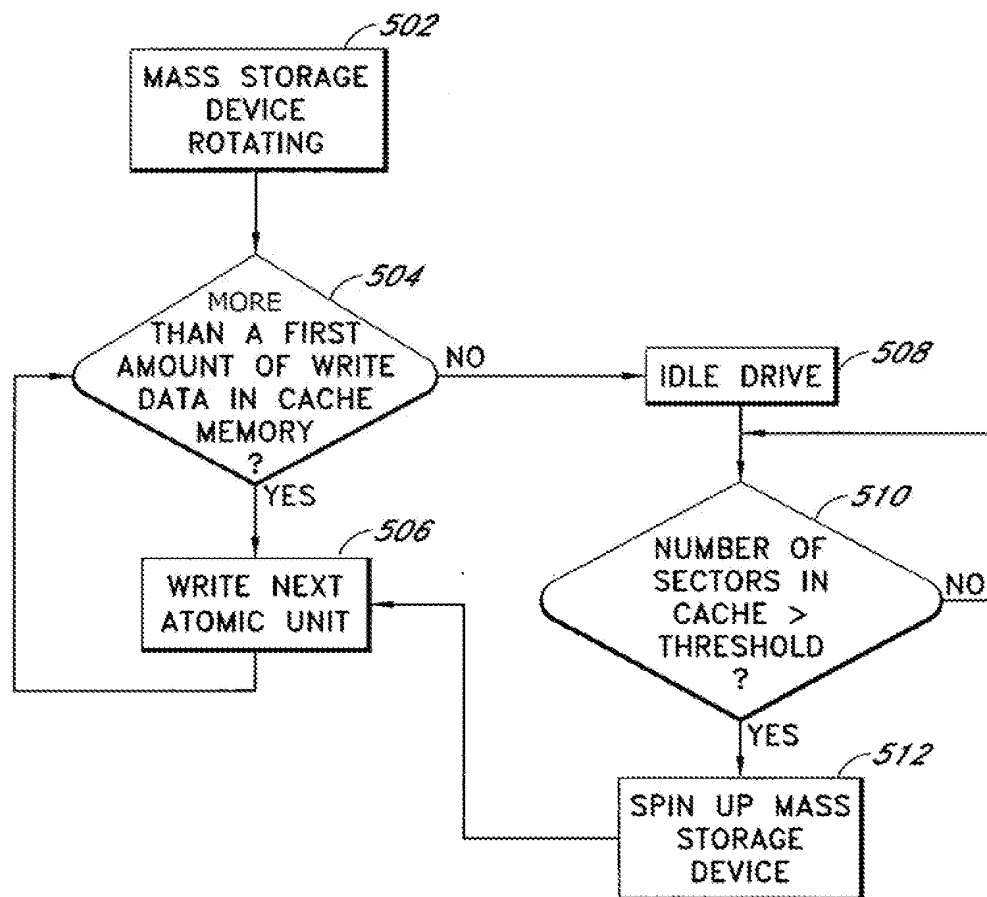 502
MASS STORAGE
DEVICE
ROTATING
504
MORE
THAN A FIRST
AMOUNT OF WRITE
DATA IN CACHE
MEMORY
?
NO
YES
506
WRITE NEXT
ATOMIC UNIT
508
IDLE DRIVE
510
NUMBER OF
SECTORS IN
CACHE >
THRESHOLD
?
NO
YES
512
SPIN UP MASS
STORAGE
DEVICE